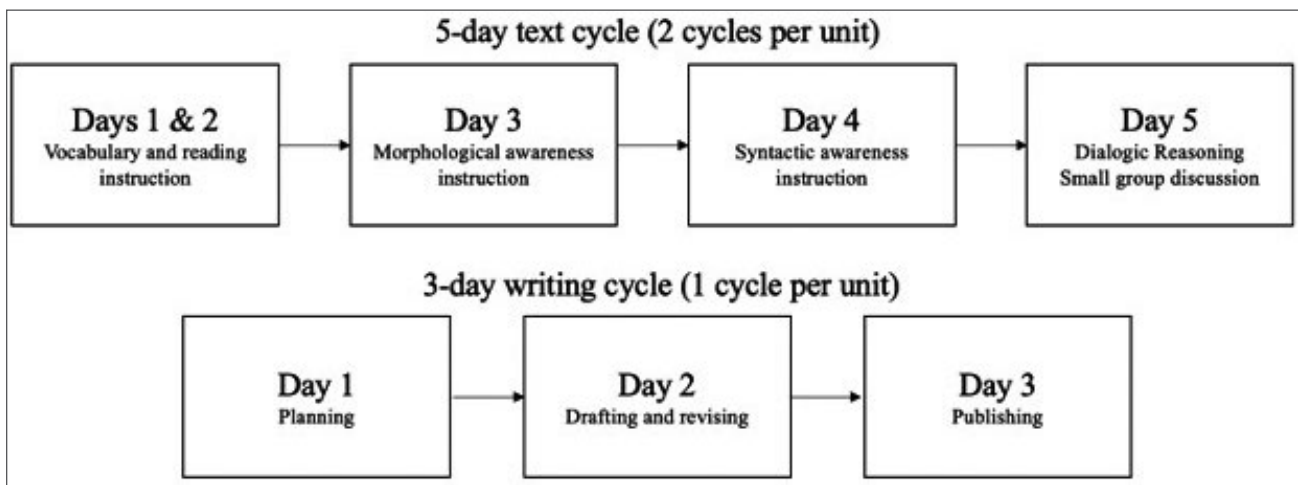 5-day text cycle (2 cycles per unit)
Days 1 & 2
Vocabulary and reading
instruction
Day 3
Morphological awareness
instruction
Day 4
Syntactic awareness
instruction
Day 5
Dialogic Reasoning
Small group discussion
3-day writing cycle (1 cycle per unit)
Day 1
Planning
Day 2
Drafting and revising
Day 3
Publishing